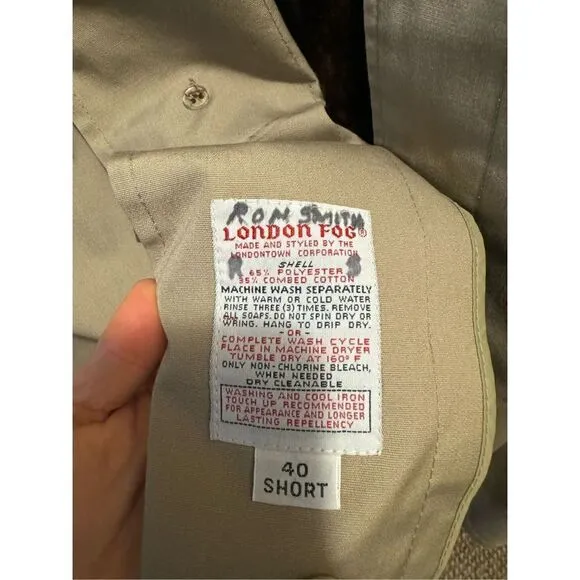 RON SMITH
LONDON FOG®
MADE AND STYLED BY THE
LONDONTOWN CORPORATION
SHELL
R S
65% POLYESTER
35% COMBED COTTON
MACHINE WASH SEPARATELY
WITH WARM OR COLD WATER
RINSE THREE (3) TIMES. REMOVE
ALL SOAPS. DO NOT SPIN DRY OR
WRING. HANG TO DRIP DRY.
-OR-
COMPLETE WASH CYCLE
PLACE IN MACHINE DRYER
TUMBLE DRY AT 160° F
ONLY NON-CHLORINE BLEACH,
WHEN NEEDED
DRY CLEANABLE
WASHING AND COOL IRON
TOUCH UP RECOMMENDED
FOR APPEARANCE AND LONGER
LASTING REPELLENCY
40
SHORT